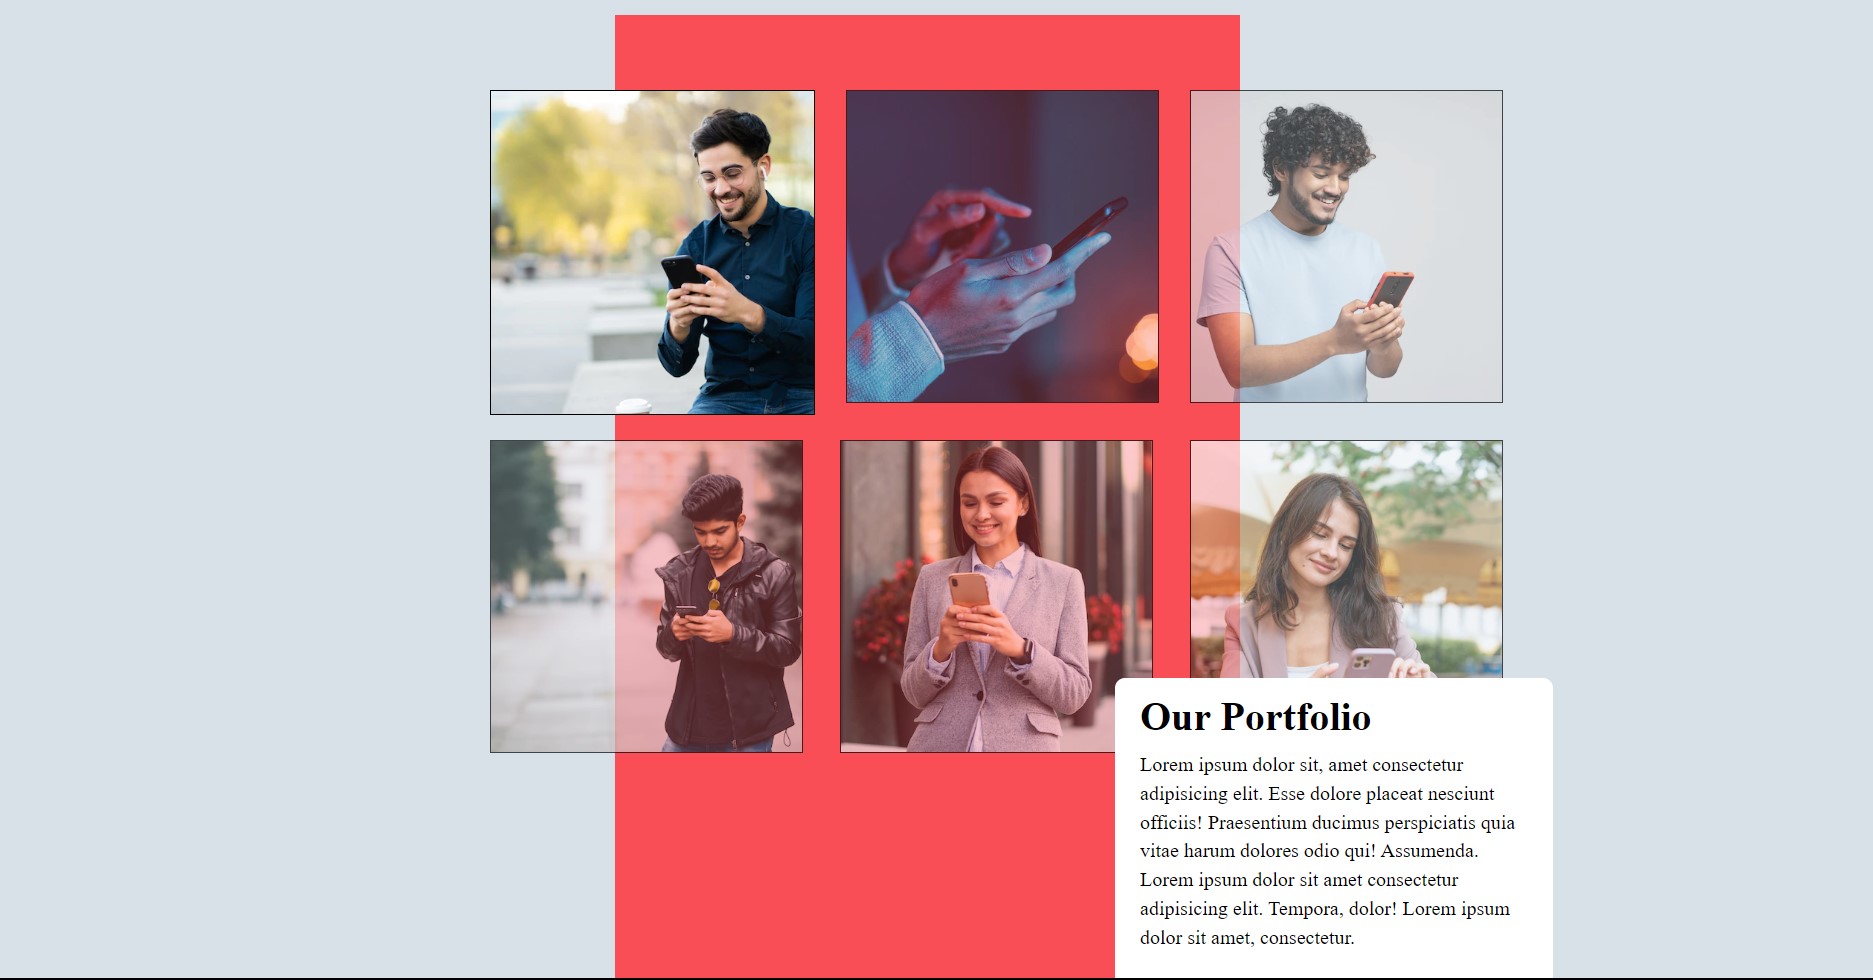 Our Portfolio
Lorem ipsum dolor sit, amet consectetur
adipisicing elit. Esse dolore placeat nesciunt
officiis! Praesentium ducimus perspiciatis quia
vitae harum dolores odio qui! Assumenda.
Lorem ipsum dolor sit amet consectetur
adipisicing elit. Tempora, dolor! Lorem ipsum
dolor sit amet, consectetur.